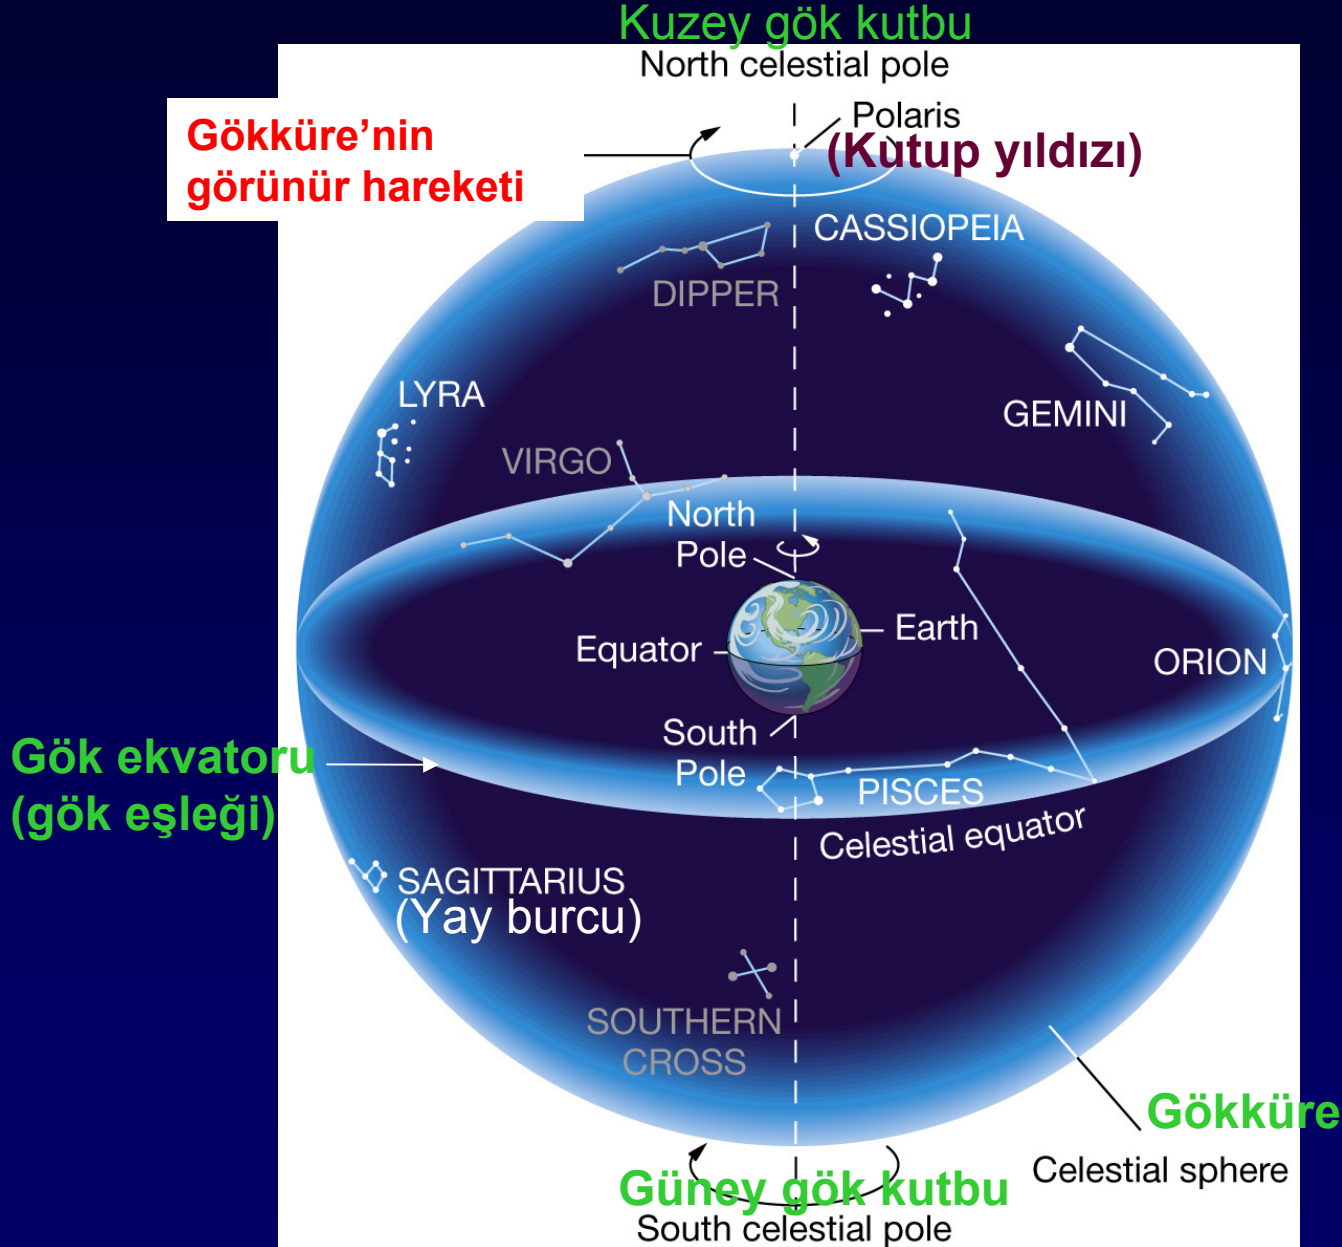 Kuzey gök kutbu
North celestial pole
Polaris
(Kutup yıldızı)
Gökküre’nin
görünür hareketi
CASSIOPEIA
DIPPER
LYRA
GEMINI
VIRGO
North
Pole
Earth
Equator
ORION
South
Pole
Gök ekvatoru
(gök eşleği)
PISCES
Celestial equator
SAGITTARIUS
(Yay burcu)
SOUTHERN
CROSS
Gökküre
Celestial sphere
Güney gök kutbu
South celestial pole